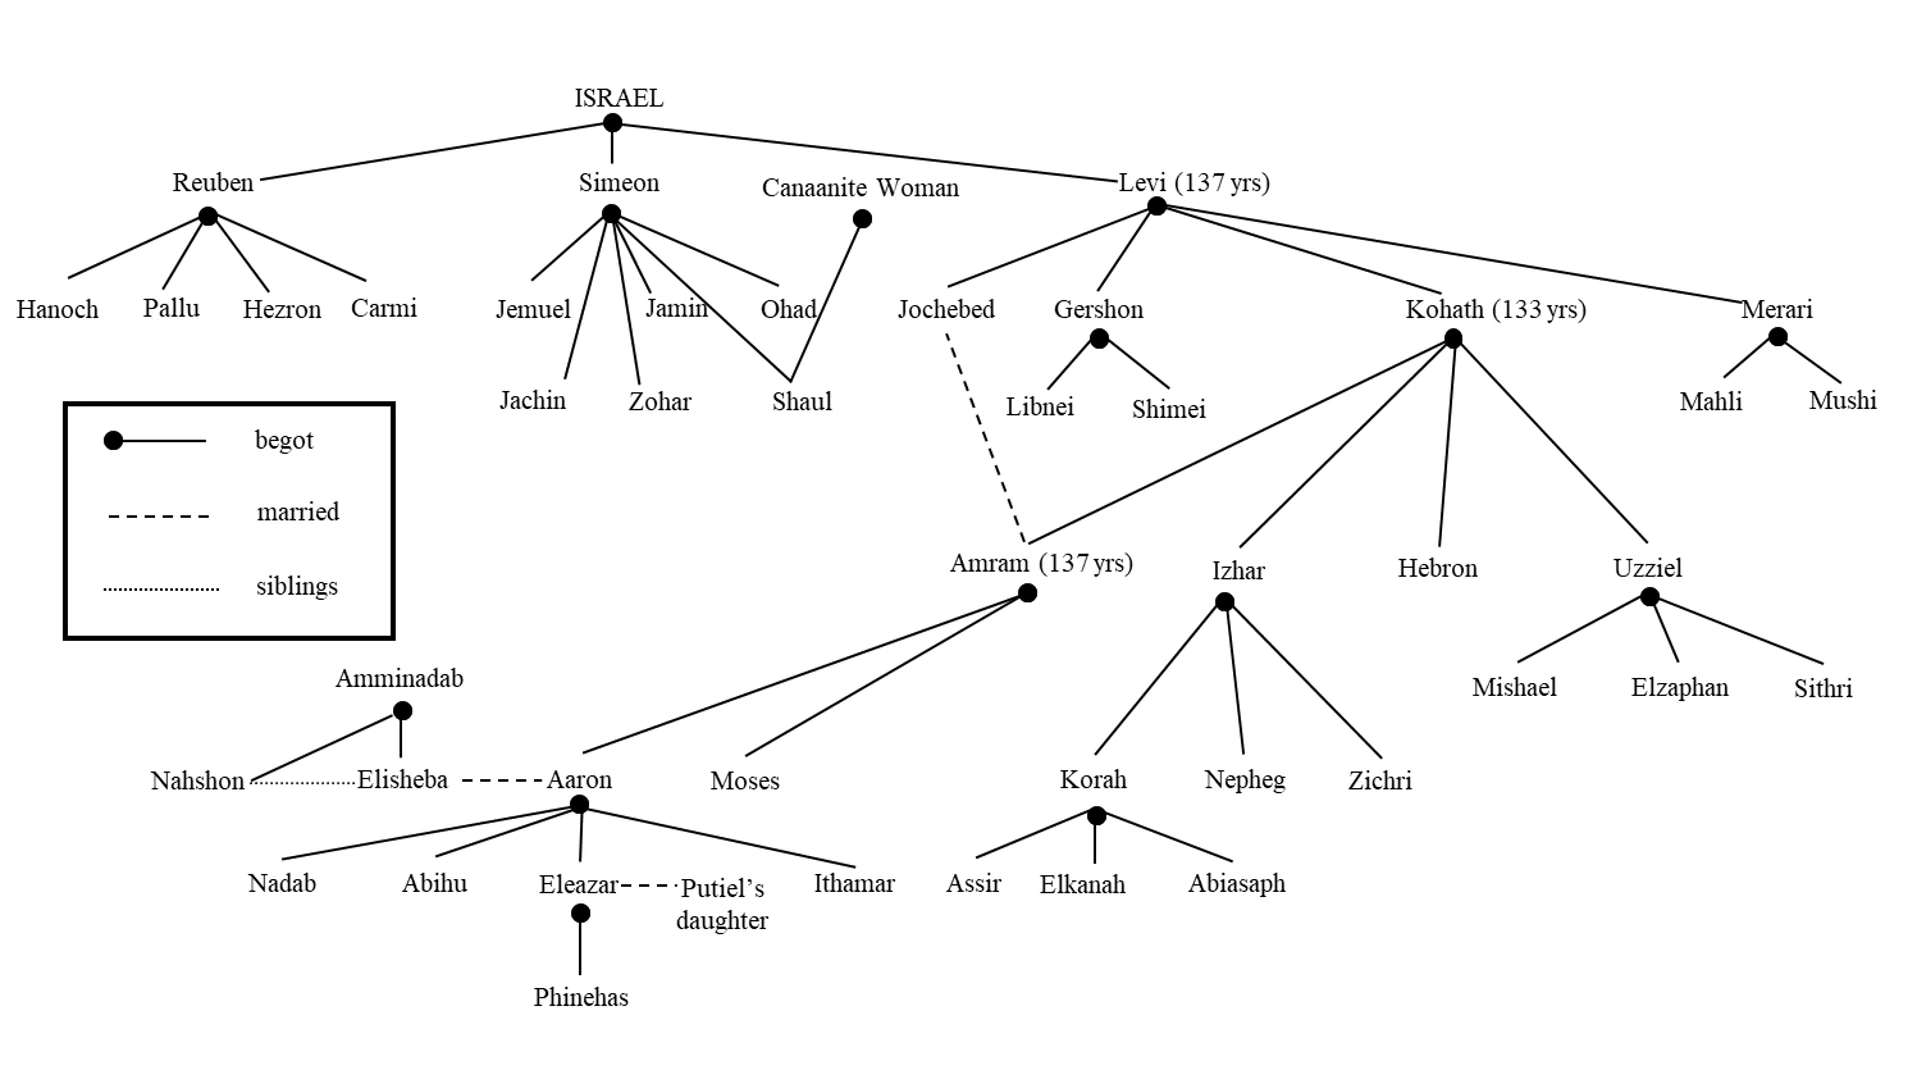 ISRAEL
Reuben
Simeon
Canaanite Woman
Levi (137 yrs)
Hanoch
Pallu
Hezron
Carmi
Jemuel
Jamin
Ohad
Jochebed
Gershon
Kohath (133 yrs)
Merari
Jachin
Zohar
Shaul
Libnei
Shimei
Mahli
Mushi
begot
married
siblings
Amram (137 yrs)
Izhar
Hebron
Uzziel
Amminadab
Mishael
Elzaphan
Sithri
Nahshon
Elisheba
Aaron
Moses
Korah
Nepheg
Zichri
Nadab
Abihu
Eleazar
Putiel’s
daughter
Ithamar
Assir
Elkanah
Abiasaph
Phinehas